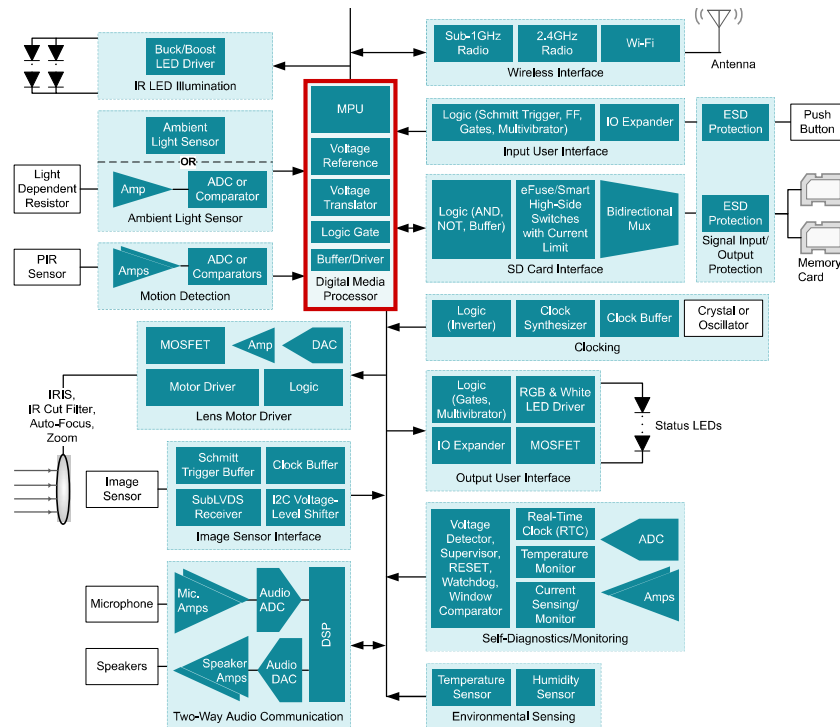 Buck/Boost
LED Driver
IR LED Illumination
Sub-1GHz
Radio
2.4GHz
Radio
Wi-Fi
Wireless Interface
Antenna
Ambient
Light Sensor
OR
Light
Dependent
Resistor
Amp
ADC or
Comparator
Ambient Light Sensor
PIR
Sensor
Amps
ADC or
Comparators
Motion Detection
MPU
Voltage
Reference
Voltage
Translator
Logic Gate
Buffer/Driver
Digital Media
Processor
Logic (Schmitt Trigger, FF,
Gates, Multivibrator)
IO Expander
Input User Interface
ESD
Protection
Push
Button
Logic (AND,
NOT, Buffer)
eFuse/Smart
High-Side
Switches
with Current
Limit
Bidirectional
Mux
SD Card Interface
ESD
Protection
Signal Input/
Output
Protection
Memory
Card
Logic
(Inverter)
Clock
Synthesizer
Clock Buffer
Crystal or
Oscillator
Clocking
MOSFET
Amp
DAC
Motor Driver
Logic
Lens Motor Driver
IRIS,
IR Cut Filter,
Auto-Focus,
Zoom
Logic (Gates,
Multivibrator)
RGB & White
LED Driver
IO Expander
MOSFET
Output User Interface
Status LEDs
Image
Sensor
Schmitt
Trigger Buffer
Clock Buffer
SubLVDS
Receiver
I2C Voltage-
Level Shifter
Image Sensor Interface
Voltage
Detector,
Supervisor,
RESET,
Watchdog,
Window
Comparator
Real-Time
Clock (RTC)
Temperature
Monitor
Current
Sensing/
Monitor
ADC
Amps
Self-Diagnostics/Monitoring
Microphone
Mic.
Amps
Audio
ADC
DSP
Speakers
Speaker
Amps
Audio
DAC
Two-Way Audio Communication
Temperature
Sensor
Humidity
Sensor
Environmental Sensing